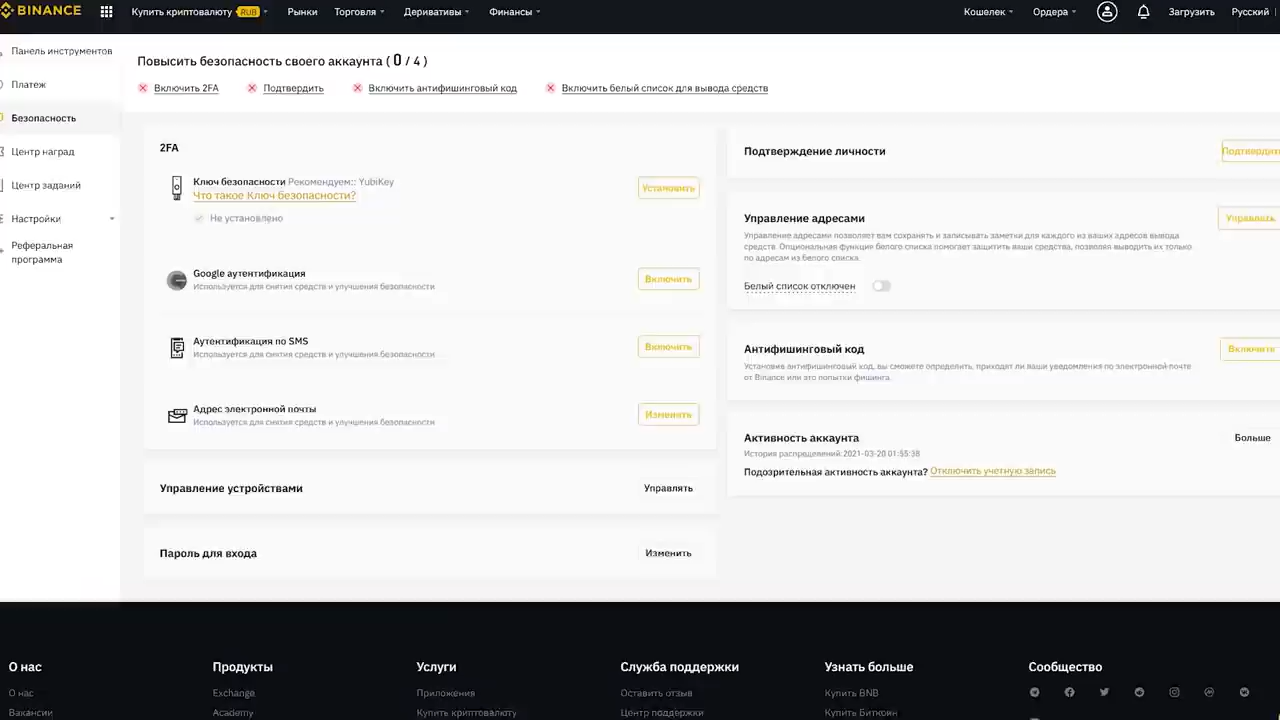 BINANCE
Купить криптовалюту RUB
Рынки
Торговля
Деривативы
Финансы
Кошелек
Ордера
Загрузить
Русский
Панель инструментов
Платеж
Безопасность
Центр наград
Центр заданий
Настройки
Реферальная
программа
Повысить безопасность своего аккаунта ( 0 / 4 )
Включить 2FA
Подтвердить
Включить антифишинговый код
Включить белый список для вывода средств
2FA
Ключ безопасности Рекомендуем:: YubiKey
Что такое Ключ безопасности?
Не установлено
Установить
Google аутентификация
Используется для снятия средств и улучшения безопасности
Включить
Аутентификация по SMS
Используется для снятия средств и улучшения безопасности
Включить
Адрес электронной почты
Используется для снятия средств и улучшения безопасности
Изменить
Управление устройствами
Управлять
Пароль для входа
Изменить
Подтверждение личности
Подтвердить
Управление адресами
Управлять
Управление адресами позволяет вам сохранять и записывать заметки для каждого из ваших адресов вывода
средств. Опциональная функция белого списка помогает защитить ваши средства, позволяя выводить их только
по адресам из белого списка.
Белый список отключен
Антифишинговый код
Включить
Установив антифишинговый код, вы сможете определить, приходят ли ваши уведомления по электронной почте
от Binance или это попытки фишинга.
Активность аккаунта
Больше
История распределений: 2021-03-20 01:55:38
Подозрительная активность аккаунта? Отключить учетную запись
О нас
О нас
Вакансии
Продукты
Exchange
Academy
Услуги
Приложения
Купить криптовалюту
Служба поддержки
Оставить отзыв
Центр поддержки
Узнать больше
Купить BNB
Купить Биткоин
Сообщество